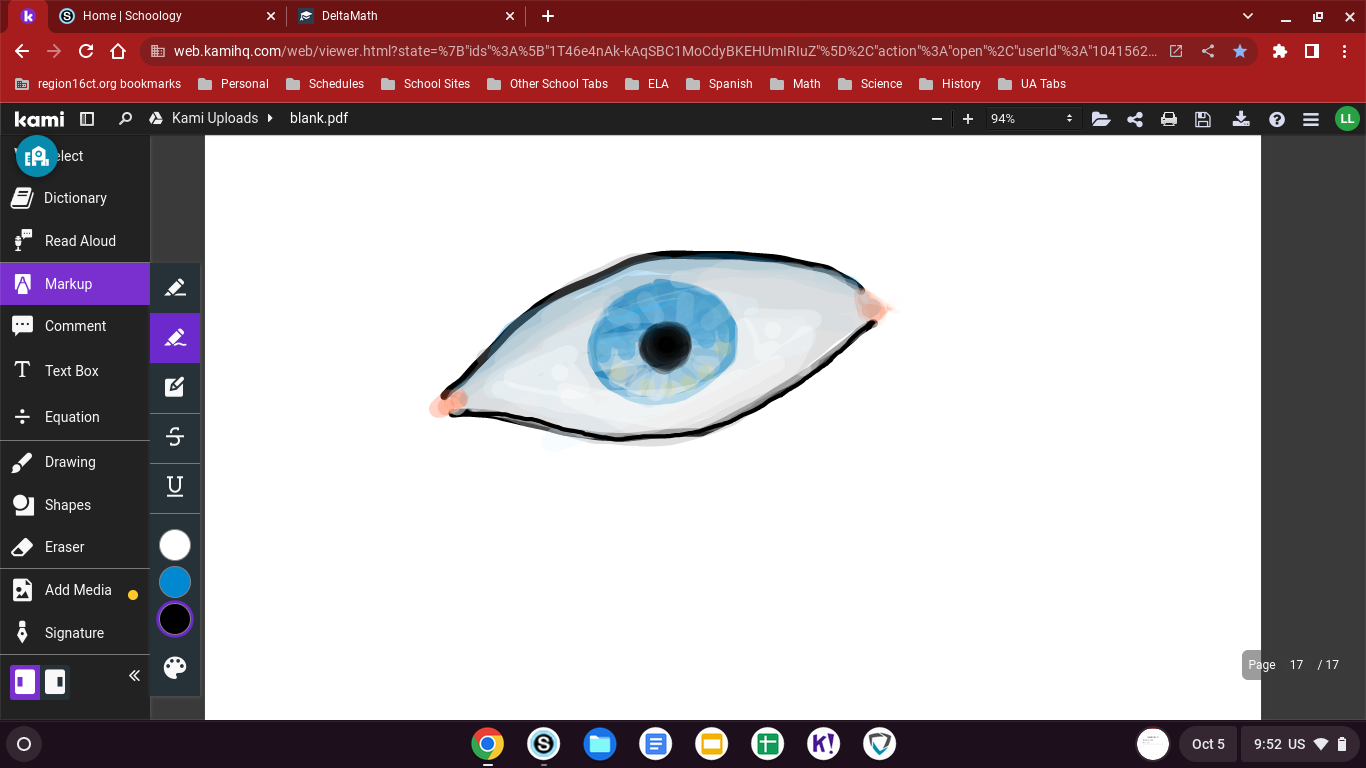 Home | Schoology
DeltaMath
web.kamihq.com/web/viewer.html?state=%7B"ids"%3A%5B"1T46e4nAk-kAqSBC1MoCdyBKEHUmIRIuZ"%5D%2C"action"%3A"open"%2C"userId"%3A"1041562...
region16ct.org bookmarks Personal Schedules School Sites Other School Tabs ELA Spanish Math Science History UA Tabs
kami Kami Uploads blank.pdf 94% LL
elect
Dictionary
Read Aloud
Markup
Comment
Text Box
Equation
Drawing
Shapes
Eraser
Add Media
Signature
Page 17 / 17
Oct 5 9:52 US